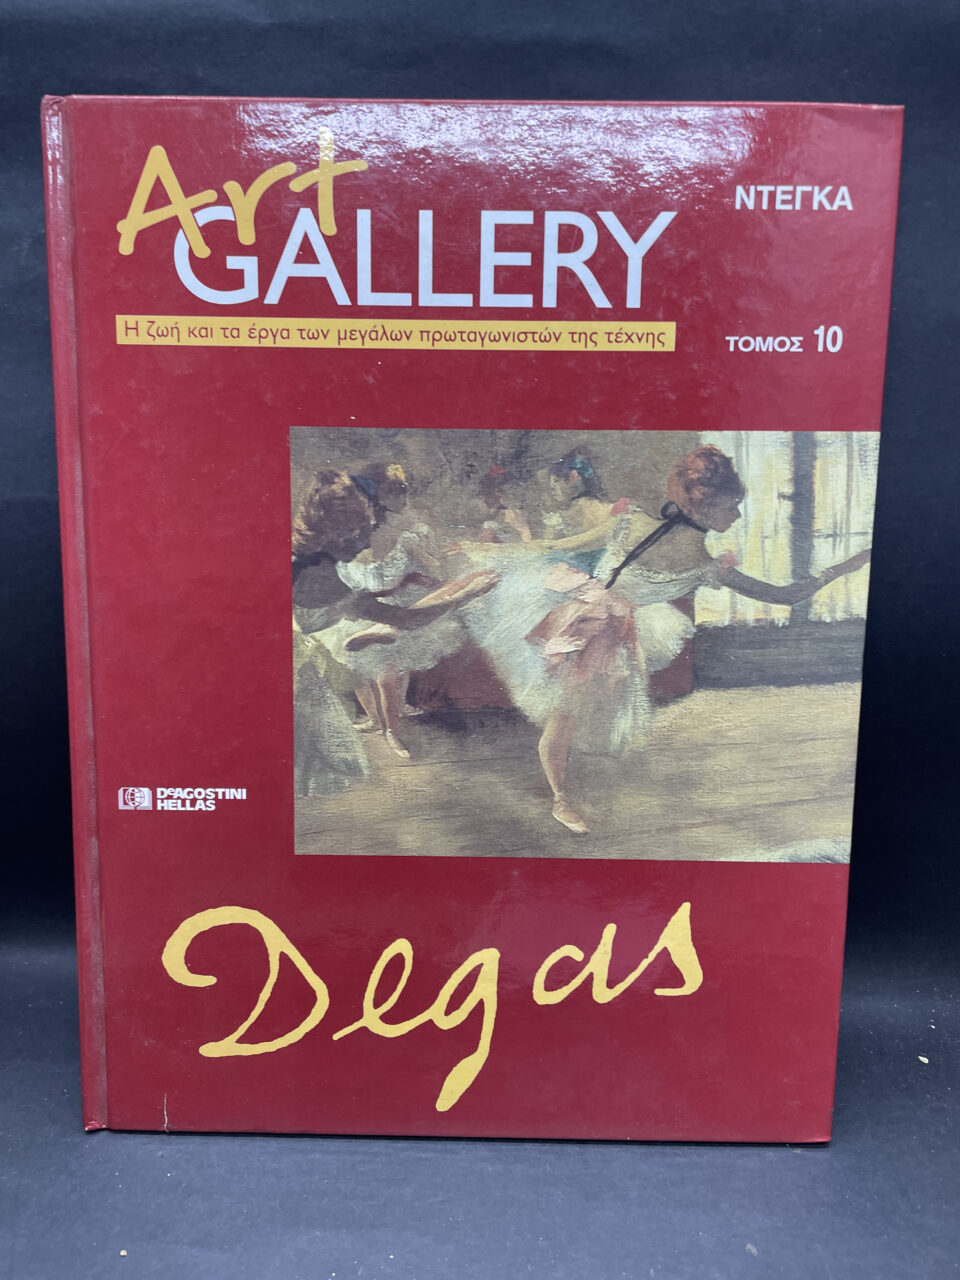 Art
GALLERY
Η ζωή και τα έργα των μεγάλων πρωταγωνιστών της τέχνης
ΝΤΕΓΚΑ
ΤΟΜΟΣ 10
DeAGOSTINI
HELLAS
Degas